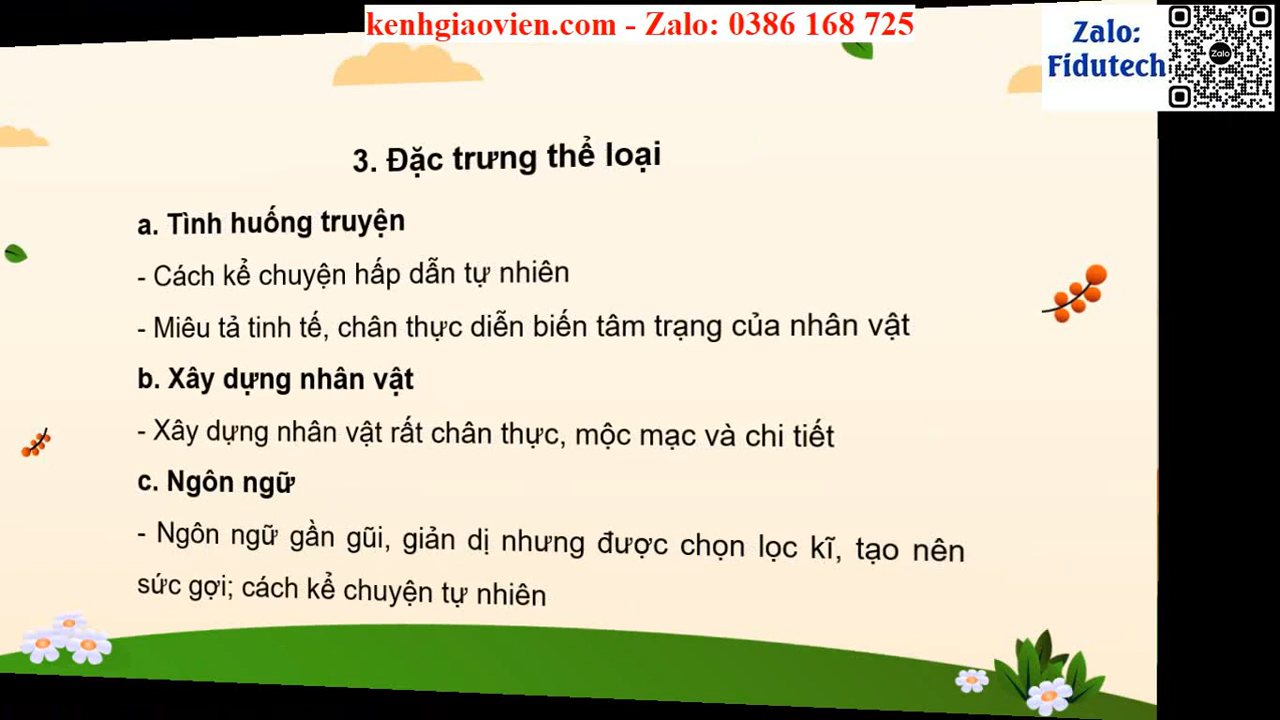 kenhgiaovien.com - Zalo: 0386 168 725
Zalo:
Fidutech
Zalo
3. Đặc trưng thể loại
a. Tình huống truyện
- Cách kể chuyện hấp dẫn tự nhiên
- Miêu tả tinh tế, chân thực diễn biến tâm trạng của nhân vật
b. Xây dựng nhân vật
- Xây dựng nhân vật rất chân thực, mộc mạc và chi tiết
c. Ngôn ngữ
- Ngôn ngữ gần gũi, giản dị nhưng được chọn lọc kĩ, tạo nên
sức gợi; cách kể chuyện tự nhiên